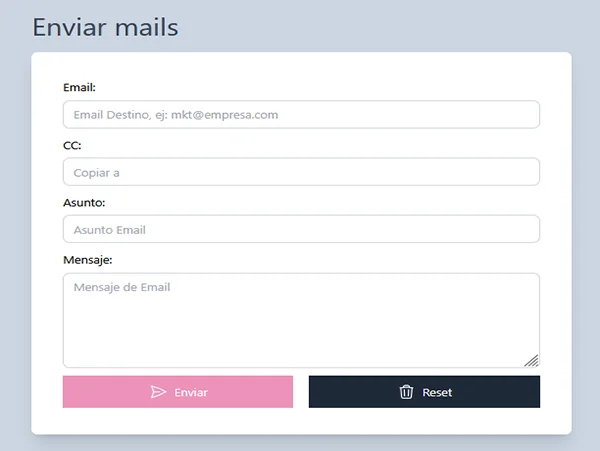 Enviar mails
Email:
Email Destino, ej: mkt@empresa.com
CC:
Copiar a
Asunto:
Asunto Email
Mensaje:
Mensaje de Email
Enviar
Reset